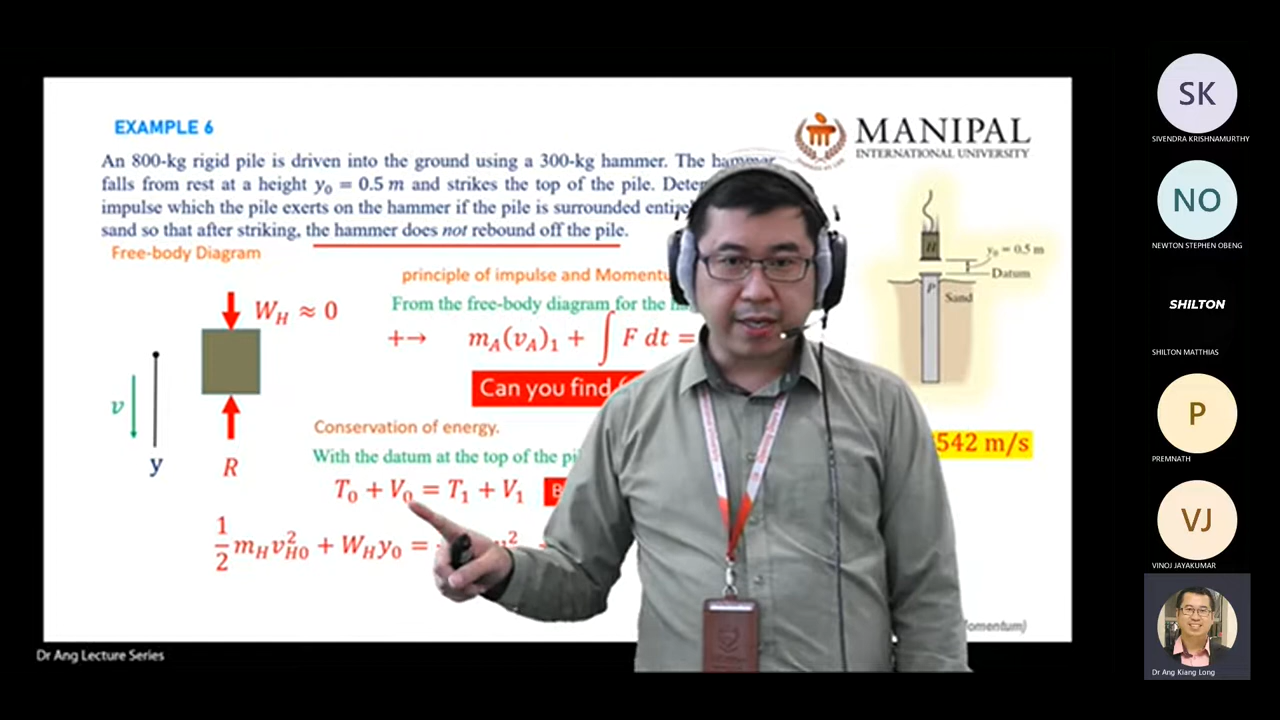 EXAMPLE 6
An 800-kg rigid pile is driven into the ground using a 300-kg hammer. The hammer
falls from rest at a height y₀ = 0.5 m and strikes the top of the pile.
impulse which the pile exerts on the hammer if the pile is surrounded
sand so that after striking, the hammer does not rebound off the pile.
MANIPAL
INTERNATIONAL UNIVERSITY
Free-body Diagram
W_H ≈ 0
v
y
R
principle of impulse and
From the free-body diagram for the
+→ m_A(v_A)₁ + ∫ F dt =
Can you find
Conservation of energy.
With the datum at the top of the
T₀ + V₀ = T₁ + V₁
1/2 m_H v²_H0 + W_H y₀ =
H
y₀ = 0.5 m
Datum
P
Sand
542 m/s
Dr Ang Lecture Series
SK
SIVENDRA KRISHNAMURTHY
NO
NEWTON STEPHEN OBENG
SHILTON
SHILTON MATTHIAS
P
PREMNATH
VJ
VINOJ JAYAKUMAR
Dr Ang Kiang Long